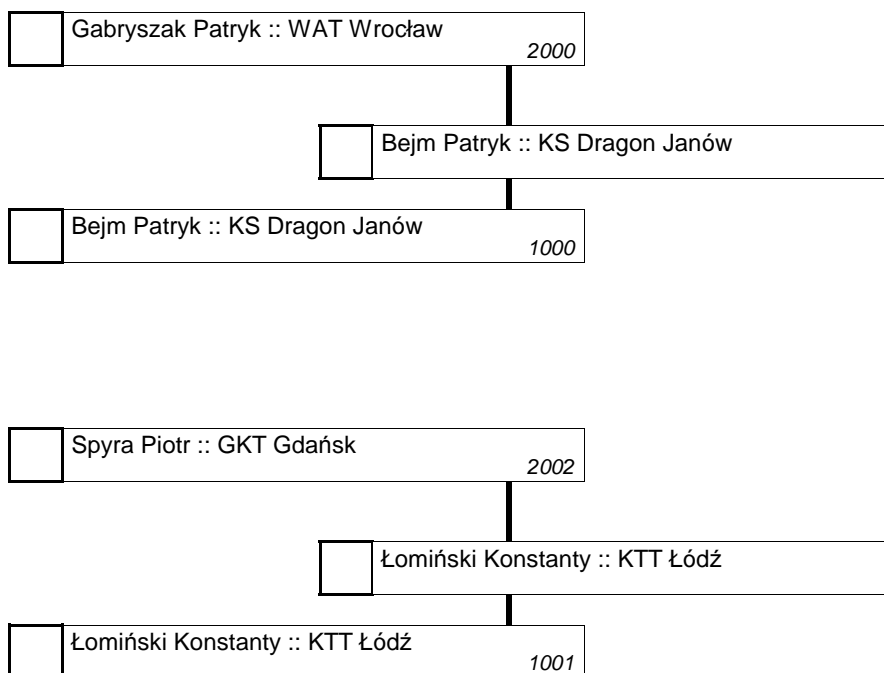 Gabryszak Patryk :: WAT Wrocław
2000
Bejm Patryk :: KS Dragon Janów
Bejm Patryk :: KS Dragon Janów
1000
Spyra Piotr :: GKT Gdańsk
2002
Łomiński Konstanty :: KTT Łódź
Łomiński Konstanty :: KTT Łódź
1001